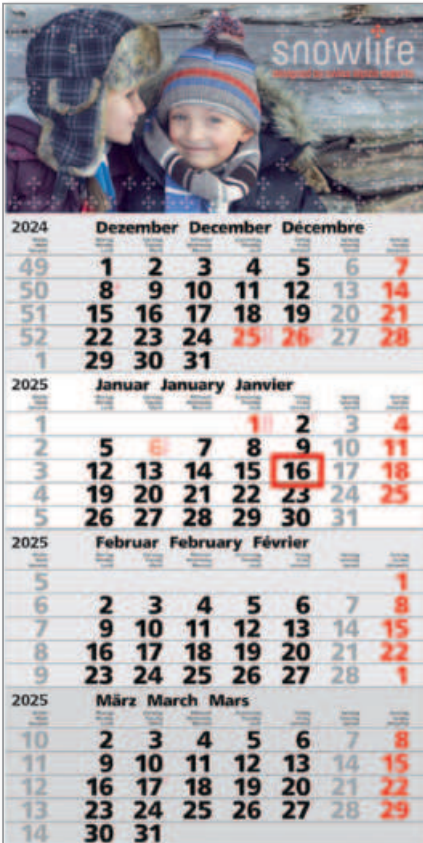 snowlife
2024 Dezember December Décembre
49 1 2 3 4 5 6 7
50 8 9 10 11 12 13 14
51 15 16 17 18 19 20 21
52 22 23 24 25 26 27 28
1 29 30 31
2025 Januar January Janvier
1 1 2 3 4
2 5 6 7 8 9 10 11
3 12 13 14 15 16 17 18
4 19 20 21 22 23 24 25
5 26 27 28 29 30 31
2025 Februar February Février
5 1
6 2 3 4 5 6 7 8
7 9 10 11 12 13 14 15
8 16 17 18 19 20 21 22
9 23 24 25 26 27 28 1
2025 März March Mars
10 2 3 4 5 6 7 8
11 9 10 11 12 13 14 15
12 16 17 18 19 20 21 22
13 23 24 25 26 27 28 29
14 30 31